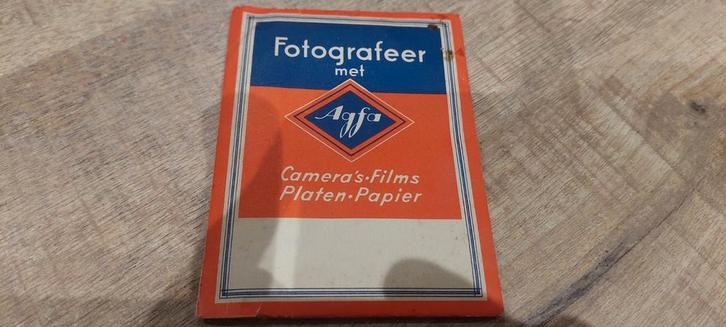 Fotografeer
met
Agfa
Camera's·Films
Platen·Papier